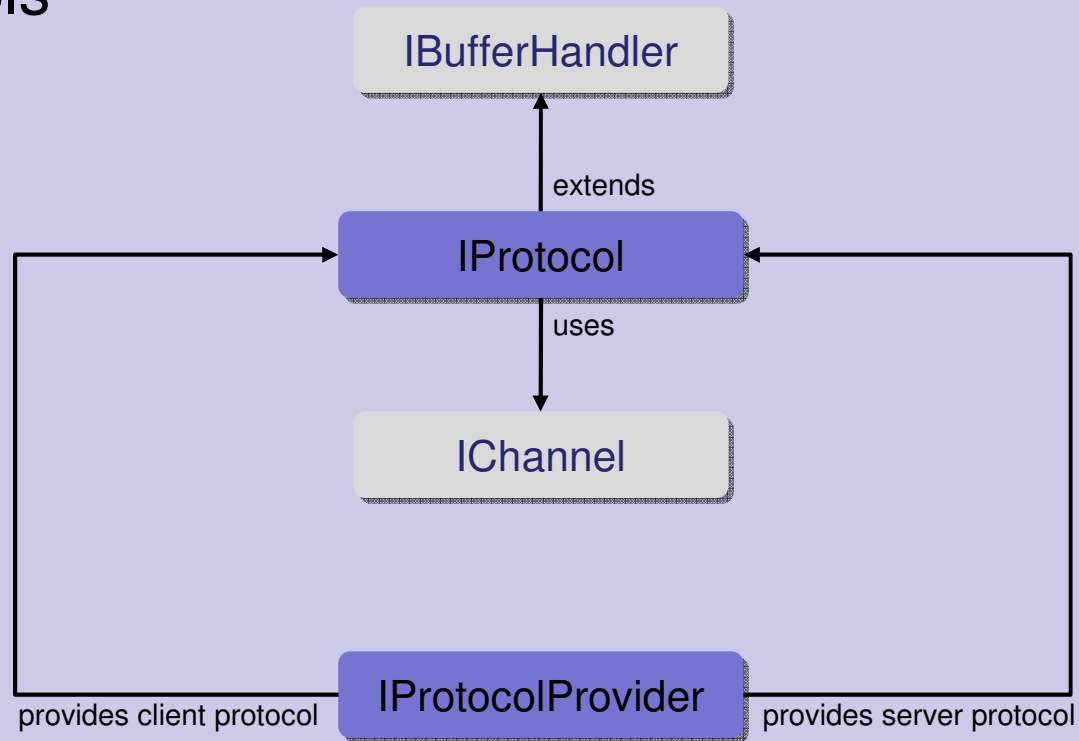 IBufferHandler
extends
IProtocol
uses
IChannel
IProtocolProvider
provides client protocol
provides server protocol